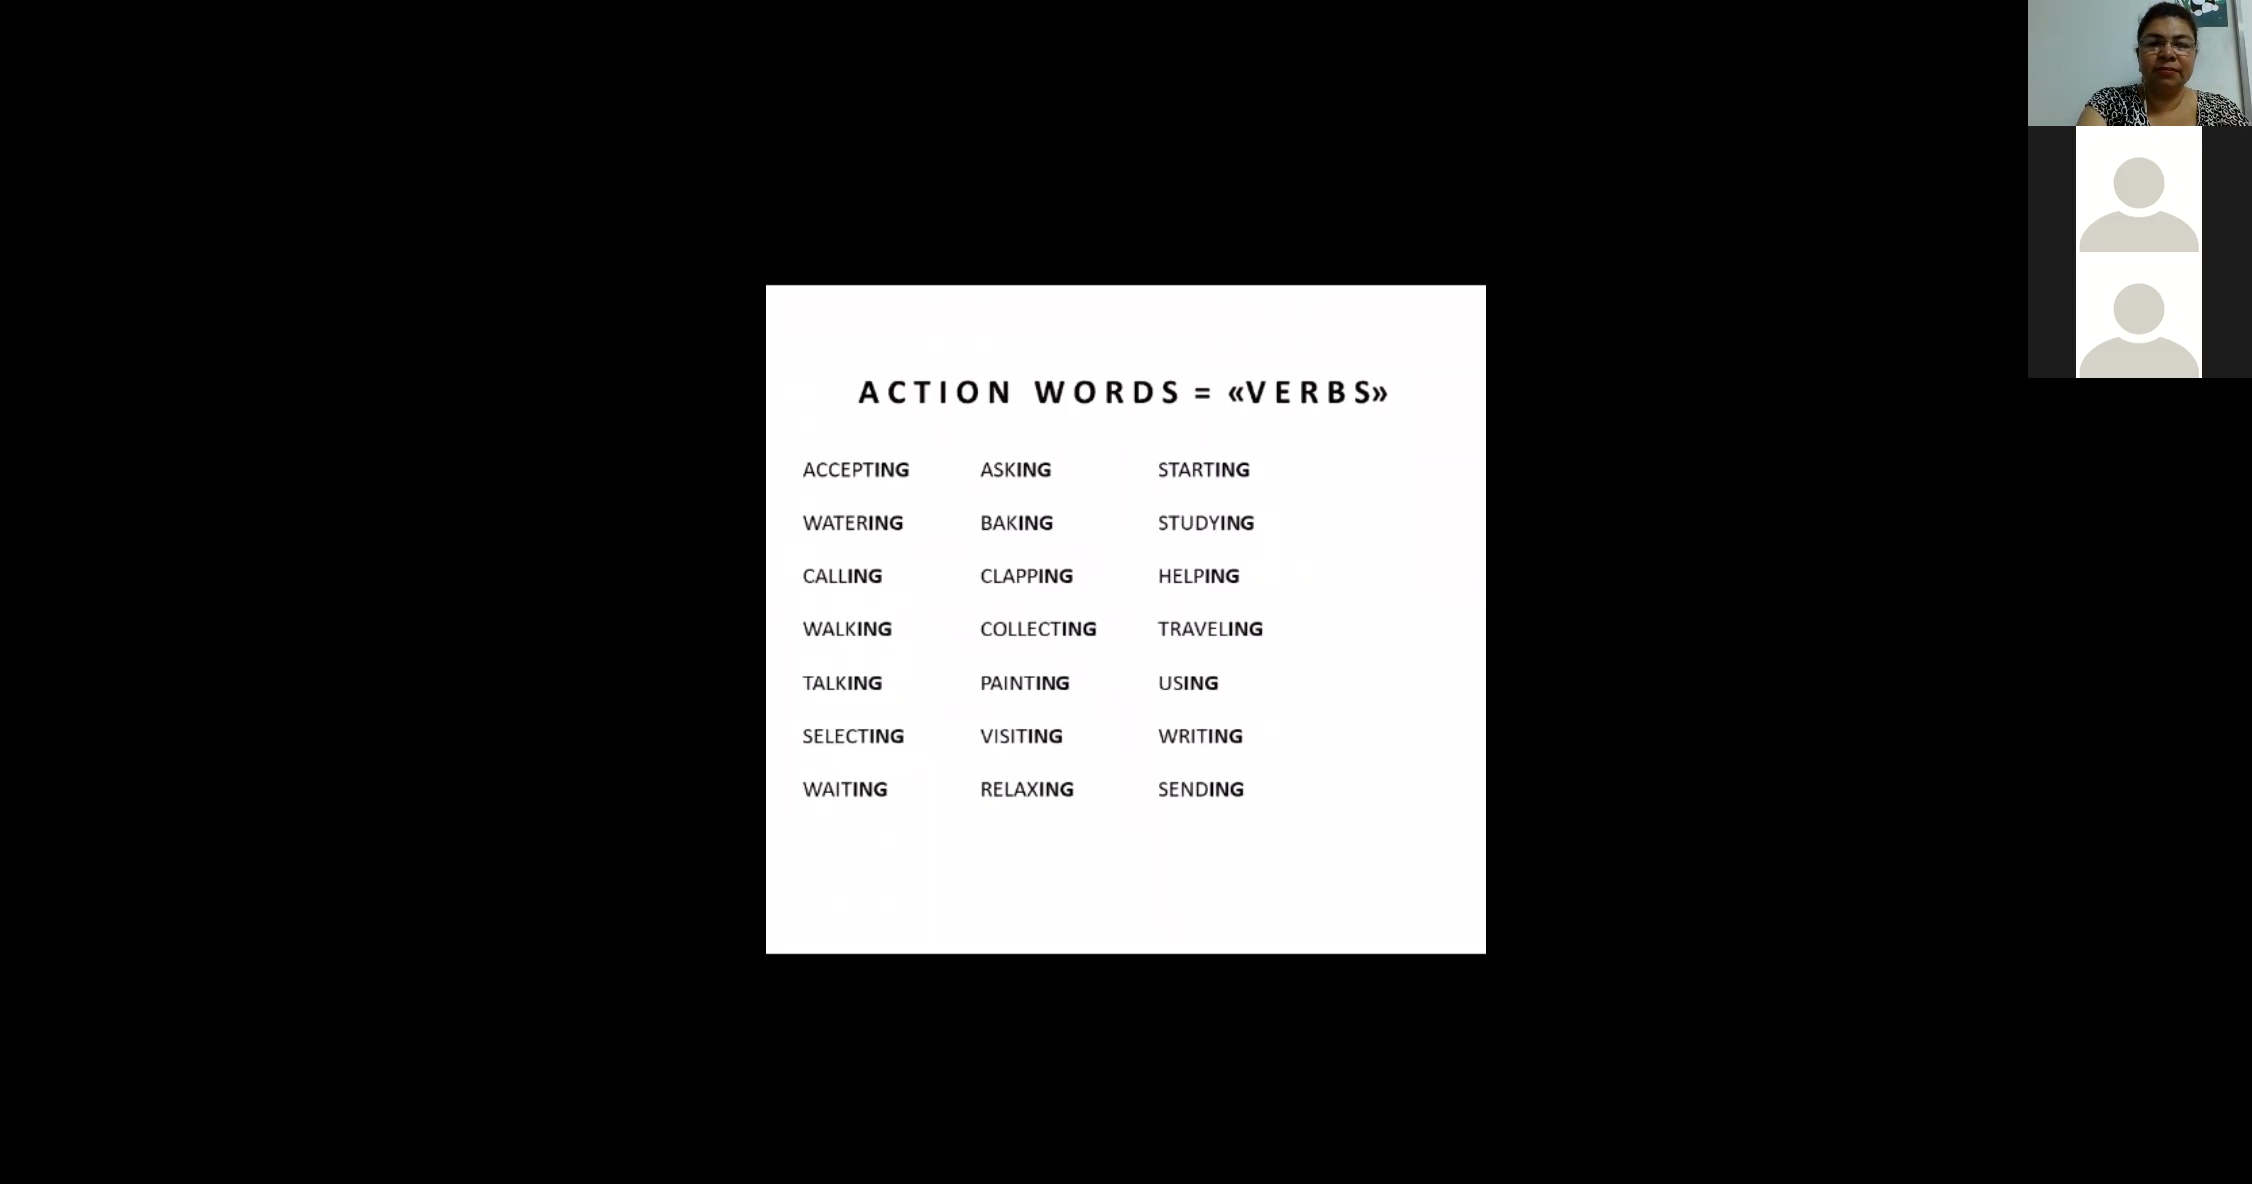 ACTION WORDS = «VERBS»
ACCEPTING ASKING STARTING
WATERING BAKING STUDYING
CALLING CLAPPING HELPING
WALKING COLLECTING TRAVELING
TALKING PAINTING USING
SELECTING VISITING WRITING
WAITING RELAXING SENDING